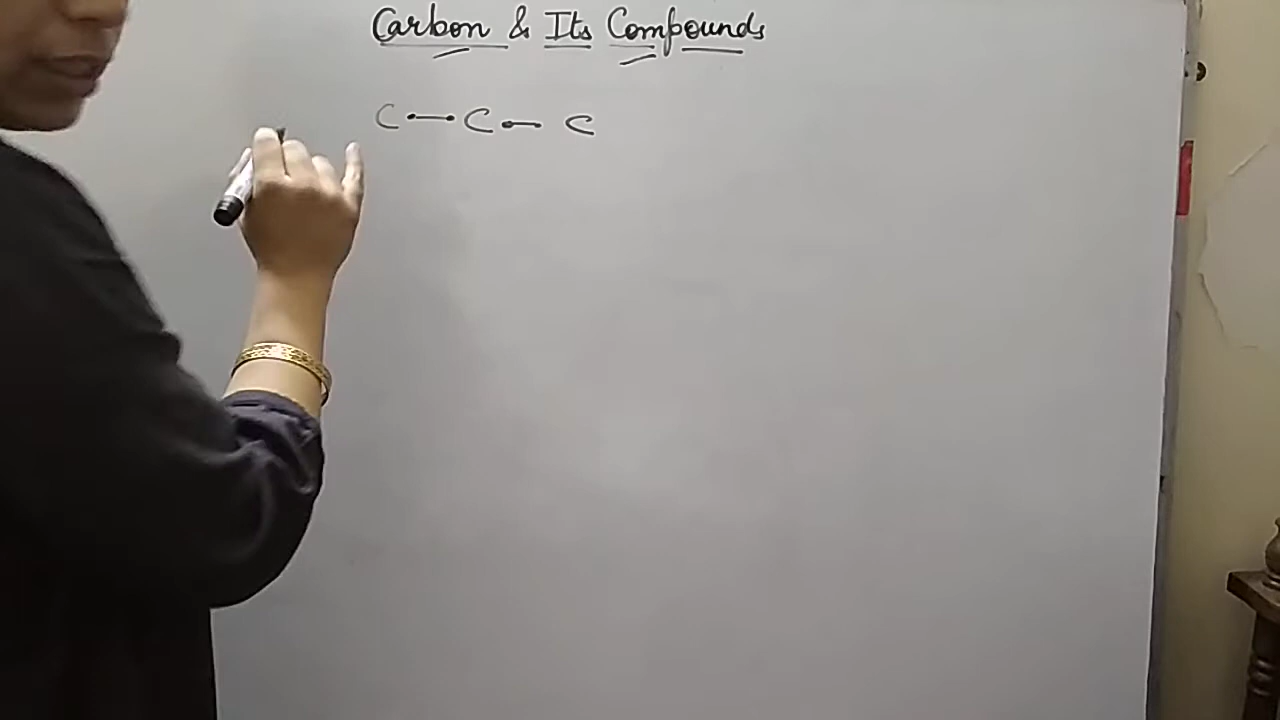 Carbon & Its Compounds
C — C — C